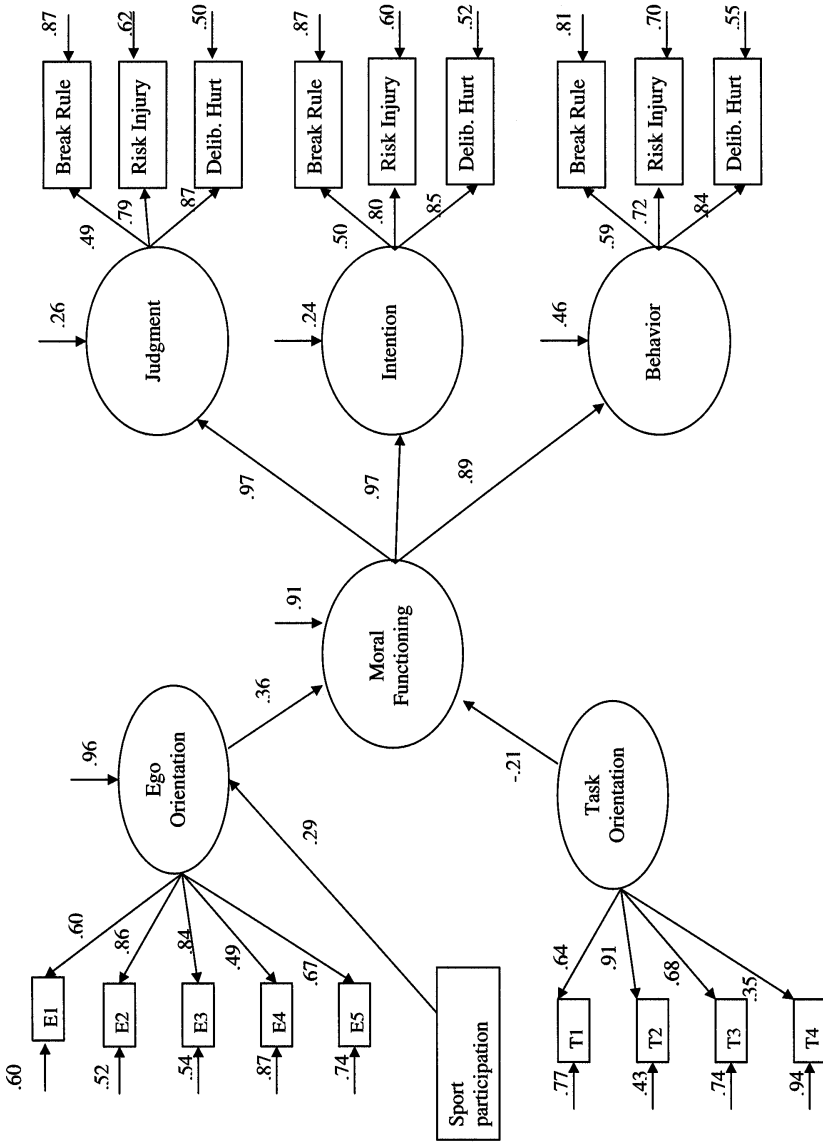 .87
Break Rule
.62
Risk Injury
.50
Delib. Hurt
.49
.79
.87
.26
Judgment
.87
Break Rule
.60
Risk Injury
.52
Delib. Hurt
.50
.80
.85
.24
Intention
.81
Break Rule
.70
Risk Injury
.55
Delib. Hurt
.59
.72
.84
.46
Behavior
.97
.97
.89
.91
Moral
Functioning
.36
-.21
.96
Ego
Orientation
.29
Task
Orientation
.60
.86
.84
.49
.67
E1
E2
E3
E4
E5
.60
.52
.54
.87
.74
Sport
participation
.64
.91
.68
.35
T1
T2
T3
T4
.77
.43
.74
.94